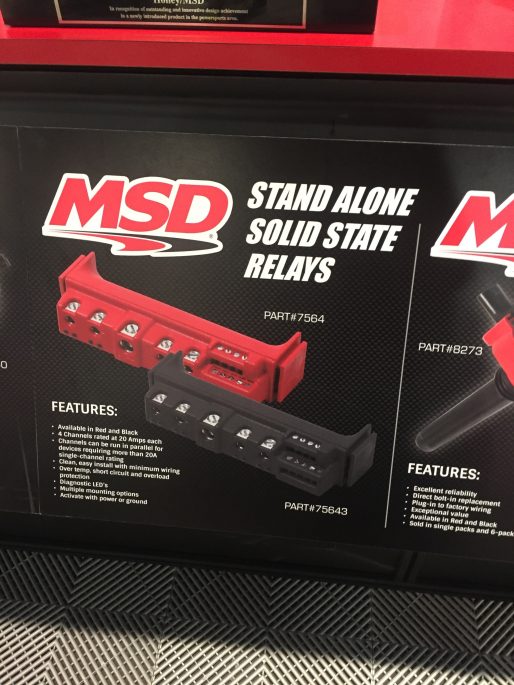 Holley/MSD
In recognition of outstanding and innovative design achievement
in a newly introduced product in the powersports area.
MSD®
STAND ALONE
SOLID STATE
RELAYS
PART#7564
FEATURES:
• Available in Red and Black
• 4 Channels rated at 20 Amps each
• Channels can be run in parallel for
devices requiring more than 20A
single-channel rating
• Clean, easy install with minimum wiring
• Over temp, short circuit and overload
protection
• Diagnostic LED's
• Multiple mounting options
• Activate with power or ground
PART#75643
M
PART#8273
FEATURES:
• Excellent reliability
• Direct bolt-in replacement
• Plug-in to factory wiring
• Exceptional value
• Available in Red and Black
• Sold in single packs and 6-pack
0